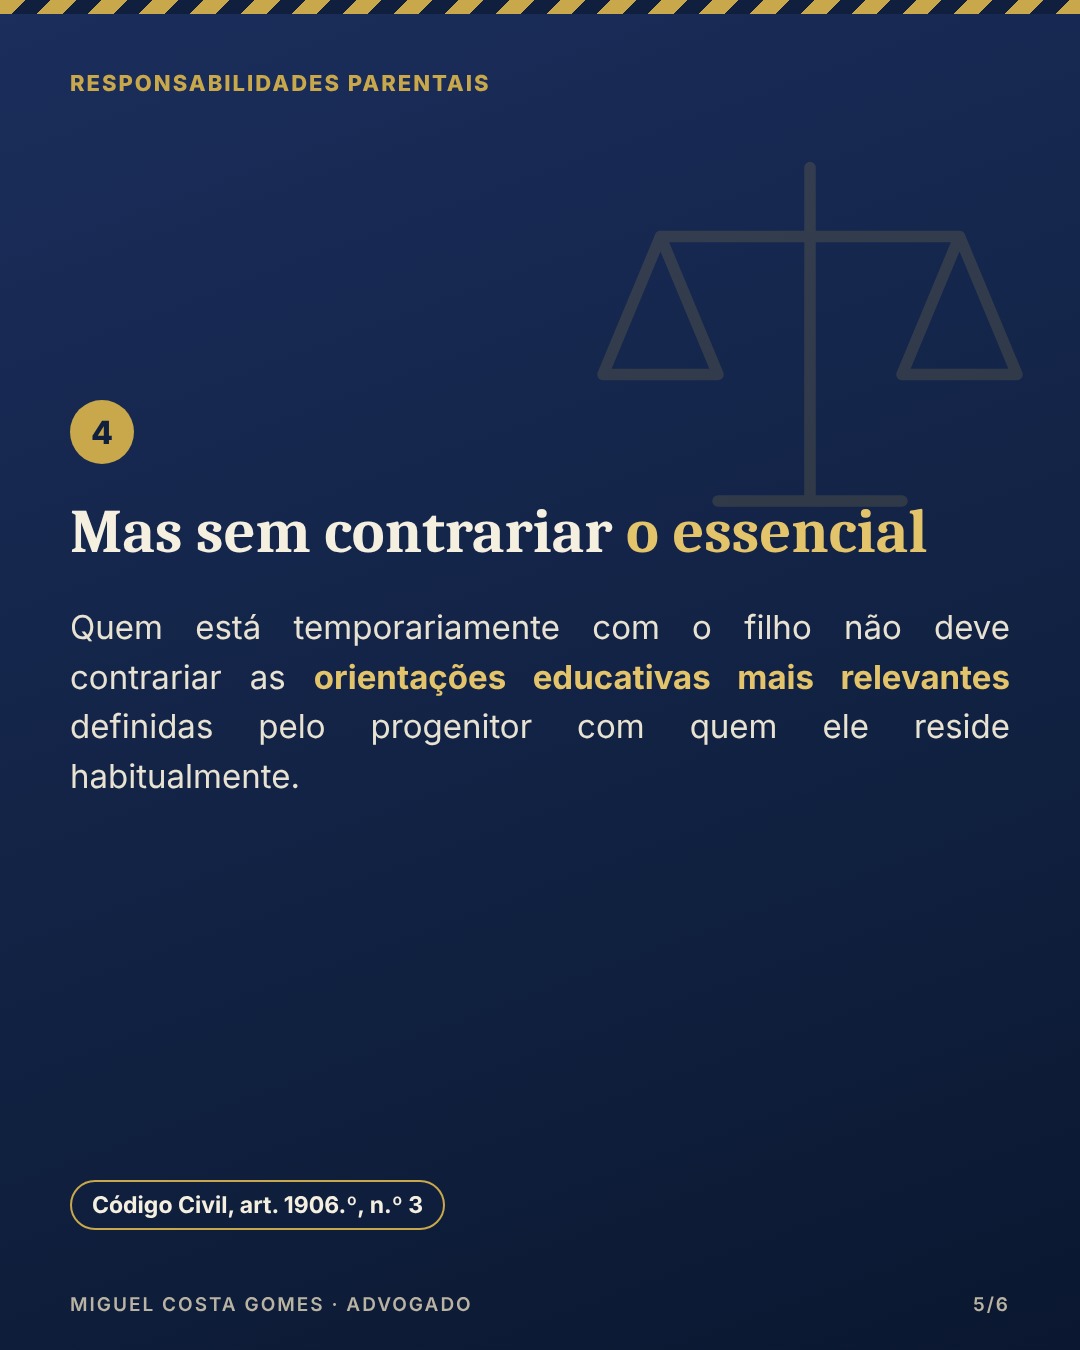 RESPONSABILIDADES PARENTAIS
4
Mas sem contrariar o essencial
Quem está temporariamente com o filho não deve
contrariar as orientações educativas mais relevantes
definidas pelo progenitor com quem ele reside
habitualmente.
Código Civil, art. 1906.º, n.º 3
MIGUEL COSTA GOMES · ADVOGADO
5/6